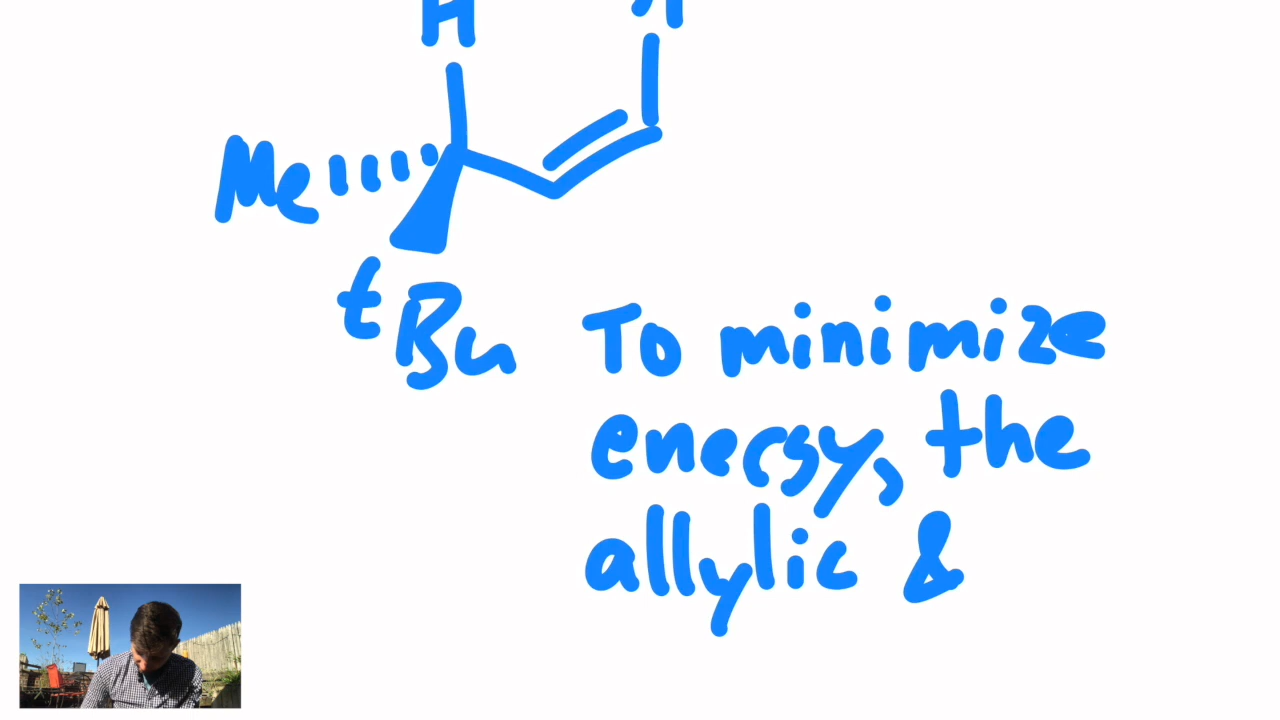 H
Me
tBu
To minimize
energy, the
allylic &